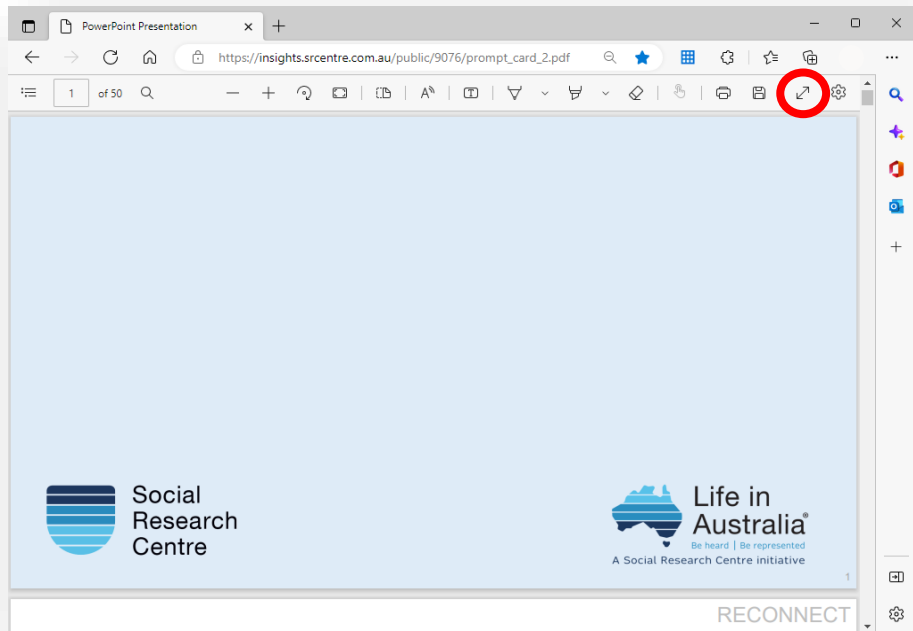 PowerPoint Presentation
https://insights.srcentre.com.au/public/9076/prompt_card_2.pdf
1 of 50
Social
Research
Centre
Life in
Australia®
Be heard | Be represented
A Social Research Centre initiative
1
RECONNECT